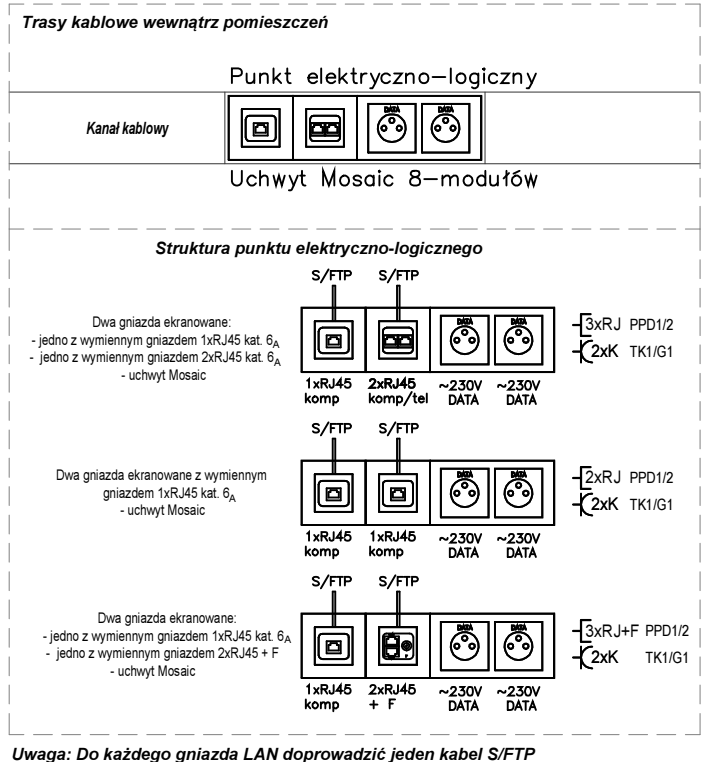 Trasy kablowe wewnątrz pomieszczeń
Punkt elektryczno-logiczny
Kanał kablowy
DATA DATA
Uchwyt Mosaic 8-modułów
Struktura punktu elektryczno-logicznego
S/FTP S/FTP
Dwa gniazda ekranowane:
- jedno z wymiennym gniazdem 1xRJ45 kat. 6A
- jedno z wymiennym gniazdem 2xRJ45 kat. 6A
- uchwyt Mosaic
DATA DATA
3xRJ PPD1/2
2xK TK1/G1
1xRJ45 2xRJ45 ~230V ~230V
komp komp/tel DATA DATA
S/FTP S/FTP
Dwa gniazda ekranowane z wymiennym
gniazdem 1xRJ45 kat. 6A
- uchwyt Mosaic
DATA DATA
2xRJ PPD1/2
2xK TK1/G1
1xRJ45 1xRJ45 ~230V ~230V
komp komp DATA DATA
S/FTP S/FTP
Dwa gniazda ekranowane:
- jedno z wymiennym gniazdem 1xRJ45 kat. 6A
- jedno z wymiennym gniazdem 2xRJ45 + F
- uchwyt Mosaic
DATA DATA
F
3xRJ+F PPD1/2
2xK TK1/G1
1xRJ45 2xRJ45 ~230V ~230V
komp + F DATA DATA
Uwaga: Do każdego gniazda LAN doprowadzić jeden kabel S/FTP